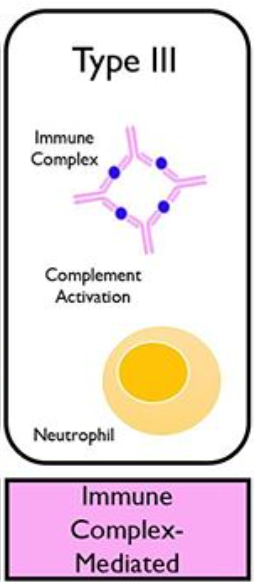 Type III
Immune
Complex
Complement
Activation
Neutrophil
Immune
Complex-
Mediated